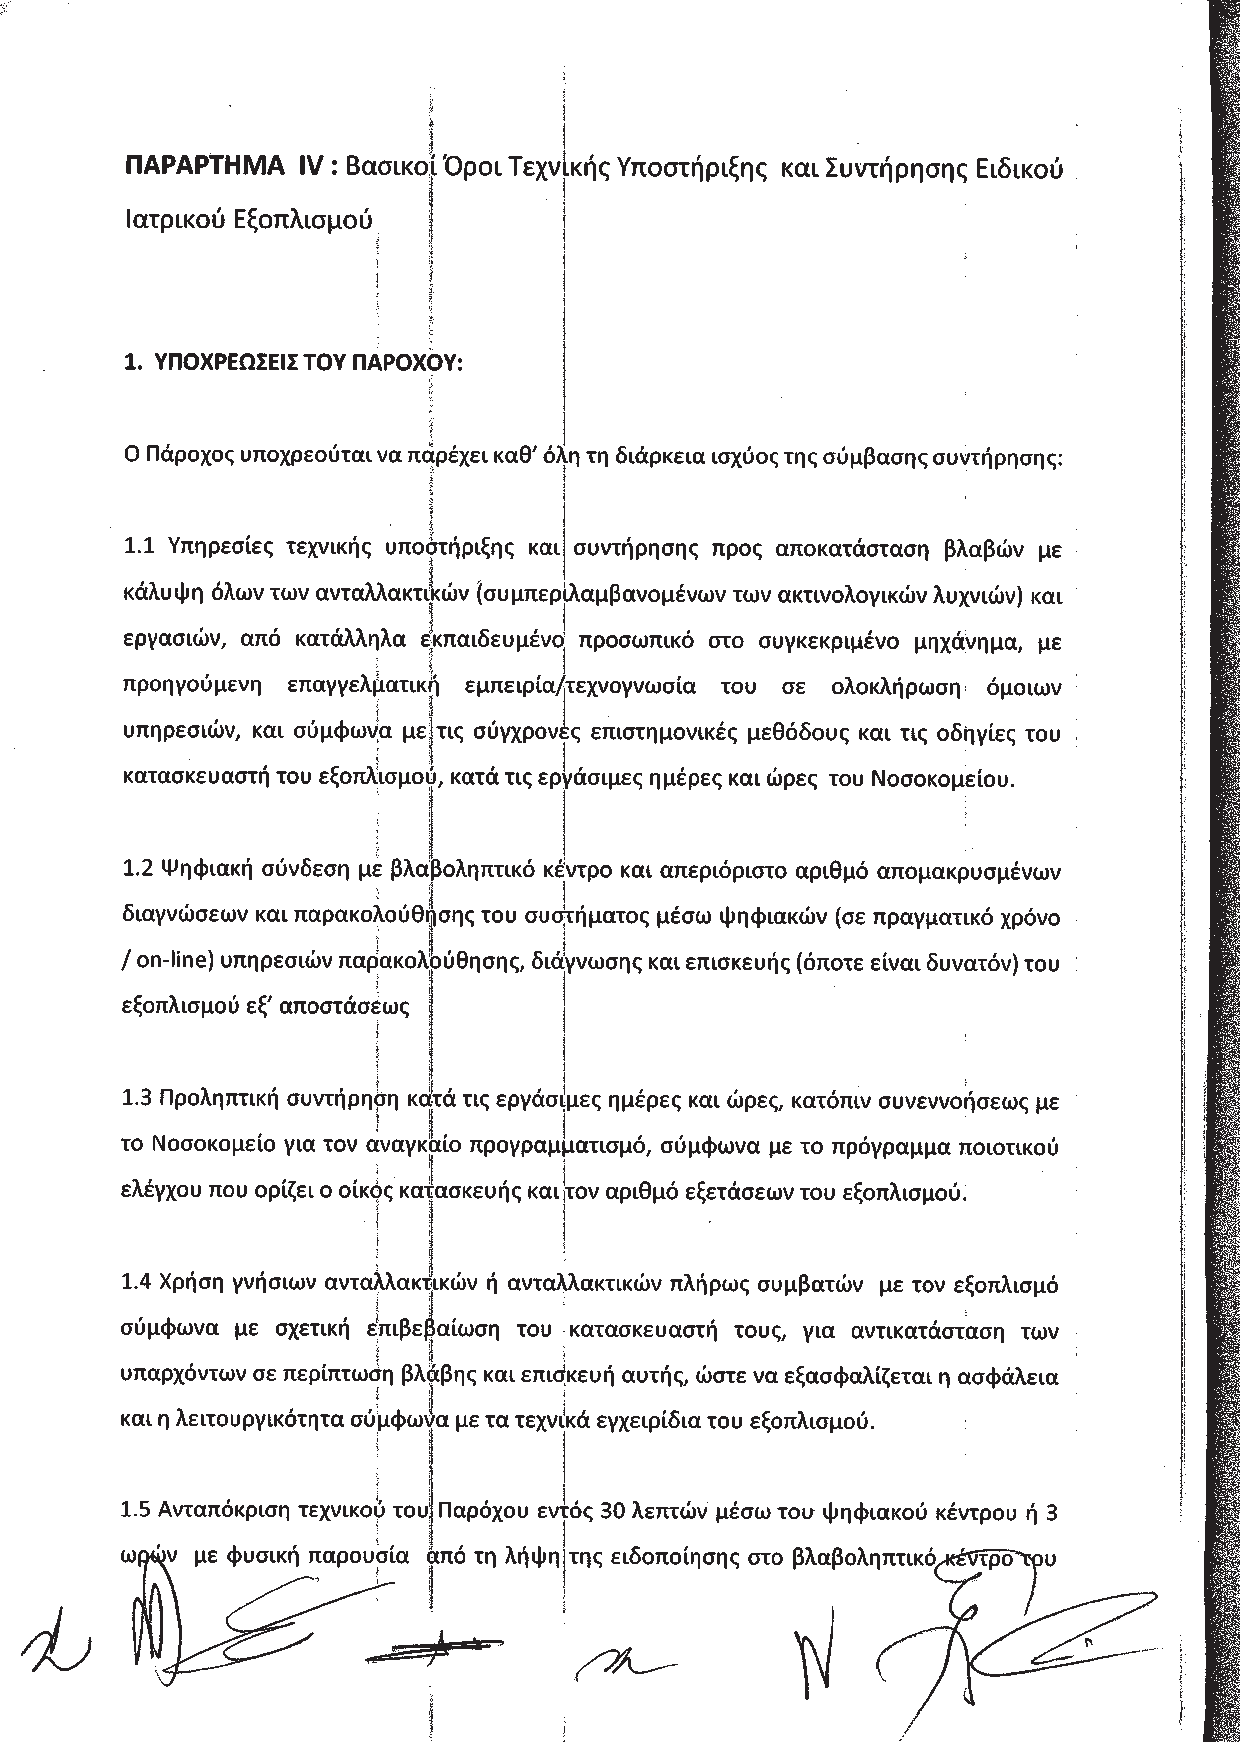 ΠΑΡΑΡΤΗΜΑ IV : Βασικοί Όροι Τεχνικής Υποστήριξης και Συντήρησης Ειδικού
Ιατρικού Εξοπλισμού
1. ΥΠΟΧΡΕΩΣΕΙΣ ΤΟΥ ΠΑΡΟΧΟΥ:
Ο Πάροχος υποχρεούται να παρέχει καθ' όλη τη διάρκεια ισχύος της σύμβασης συντήρησης:
1.1 Υπηρεσίες τεχνικής υποστήριξης και συντήρησης προς αποκατάσταση βλαβών με
κάλυψη όλων των ανταλλακτικών (συμπεριλαμβανομένων των ακτινολογικών λυχνιών) και
εργασιών, από κατάλληλα εκπαιδευμένο προσωπικό στο συγκεκριμένο μηχάνημα, με
προηγούμενη επαγγελματική εμπειρία/τεχνογνωσία του σε ολοκλήρωση όμοιων
υπηρεσιών, και σύμφωνα με τις σύγχρονές επιστημονικές μεθόδους και τις οδηγίες του
κατασκευαστή του εξοπλισμού, κατά τις εργάσιμες ημέρες και ώρες του Νοσοκομείου.
1.2 Ψηφιακή σύνδεση με βλαβοληπτικό κέντρο και απεριόριστο αριθμό απομακρυσμένων
διαγνώσεων και παρακολούθησης του συστήματος μέσω ψηφιακών (σε πραγματικό χρόνο
/ on-line) υπηρεσιών παρακολούθησης, διάγνωσης και επισκευής (όποτε είναι δυνατόν) του
εξοπλισμού εξ' αποστάσεως
1.3 Προληπτική συντήρηση κατά τις εργάσιμες ημέρες και ώρες, κατόπιν συνεννοήσεως με
το Νοσοκομείο για τον αναγκαίο προγραμματισμό, σύμφωνα με το πρόγραμμα ποιοτικού
ελέγχου που ορίζει ο οίκος κατασκευής και τον αριθμό εξετάσεων του εξοπλισμού.
1.4 Χρήση γνήσιων ανταλλακτικών ή ανταλλακτικών πλήρως συμβατών με τον εξοπλισμό
σύμφωνα με σχετική επιβεβαίωση του κατασκευαστή τους, για αντικατάσταση των
υπαρχόντων σε περίπτωση βλάβης και επισκευή αυτής, ώστε να εξασφαλίζεται η ασφάλεια
και η λειτουργικότητα σύμφωνα με τα τεχνικά εγχειρίδια του εξοπλισμού.
1.5 Ανταπόκριση τεχνικού του Παρόχου εντός 30 λεπτών μέσω του ψηφιακού κέντρου ή 3
ωρών με φυσική παρουσία από τη λήψη της ειδοποίησης στο βλαβοληπτικό κέντρο του